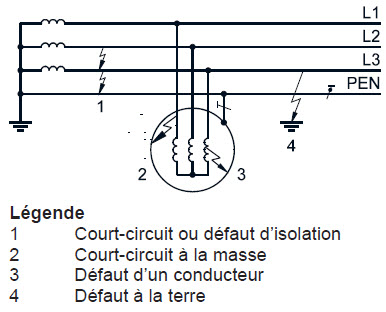 L1
L2
L3
PEN
1
4
2
3
Légende
1 Court-circuit ou défaut d'isolation
2 Court-circuit à la masse
3 Défaut d'un conducteur
4 Défaut à la terre